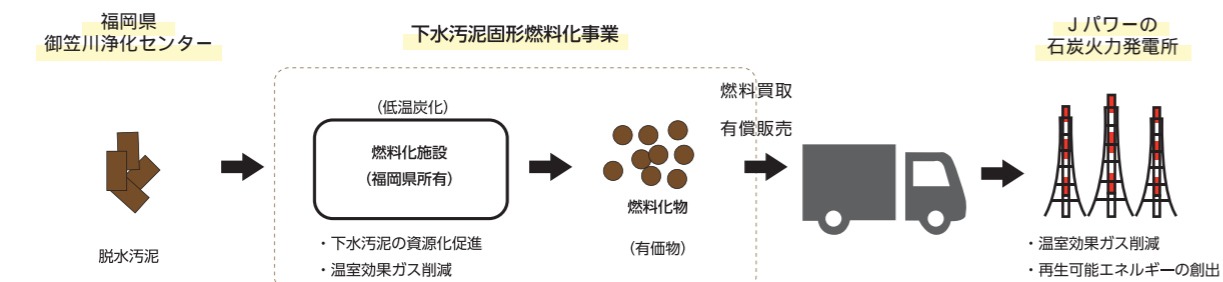 福岡県
御笠川浄化センター
脱水汚泥
下水汚泥固形燃料化事業
(低温炭化)
燃料化施設
(福岡県所有)
・下水汚泥の資源化促進
・温室効果ガス削減
燃料化物
(有価物)
燃料買取
有償販売
Jパワーの
石炭火力発電所
・温室効果ガス削減
・再生可能エネルギーの創出